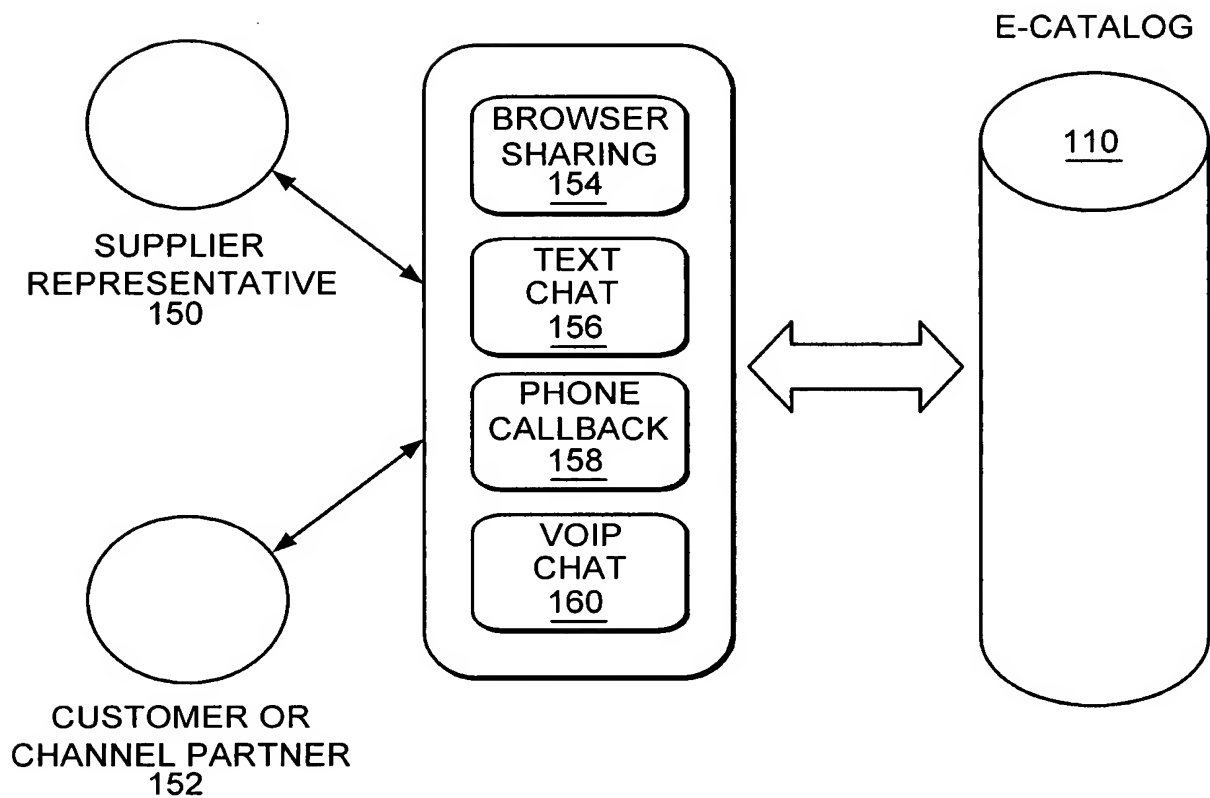 E-CATALOG
110
BROWSER
SHARING
154
TEXT
CHAT
156
PHONE
CALLBACK
158
VOIP
CHAT
160
SUPPLIER
REPRESENTATIVE
150
CUSTOMER OR
CHANNEL PARTNER
152